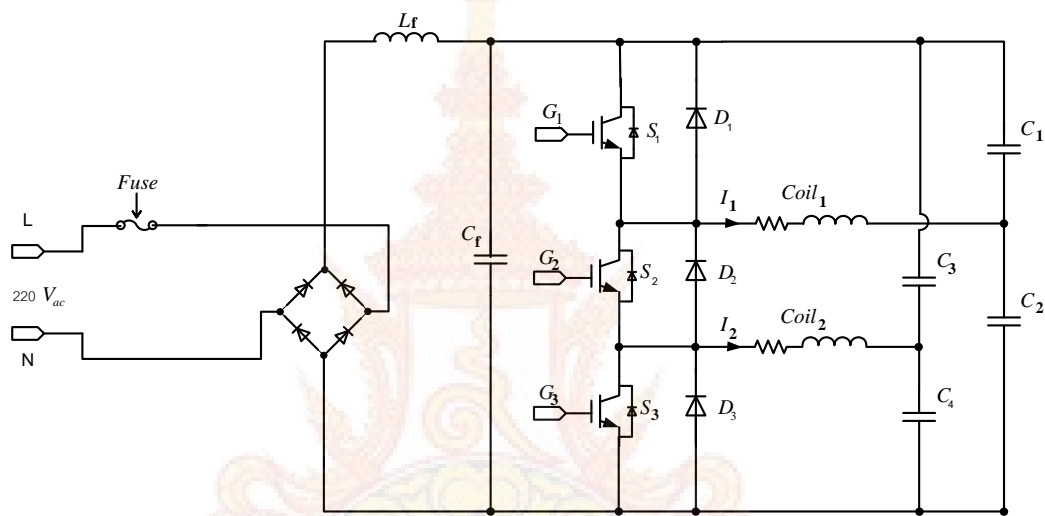 Lf
G1
S1
D1
C1
Fuse
I1
Coil1
L
Cf
G2
S2
D2
C3
C2
220 Vac
I2
Coil2
N
G3
S3
D3
C4